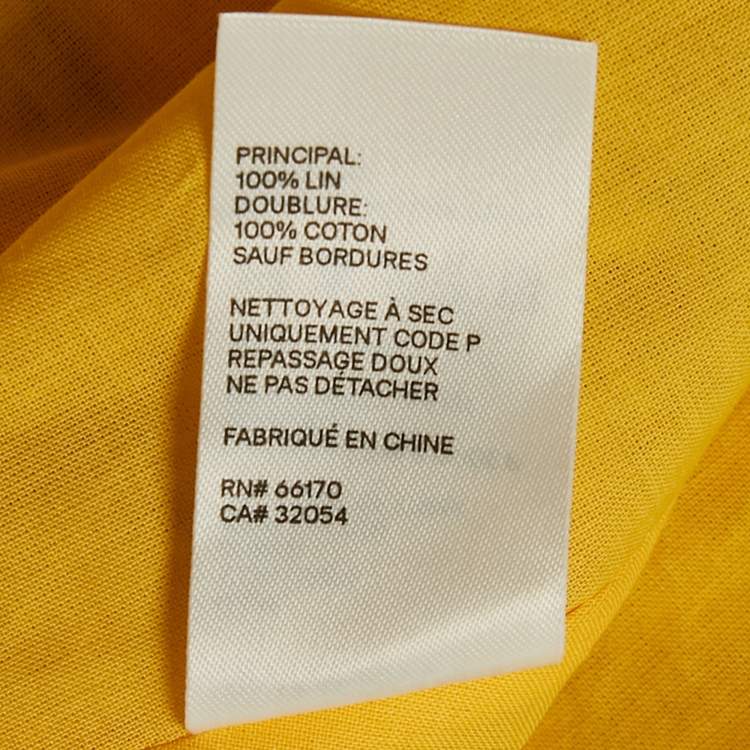 PRINCIPAL:
100% LIN
DOUBLURE:
100% COTON
SAUF BORDURES
NETTOYAGE À SEC
UNIQUEMENT CODE P
REPASSAGE DOUX
NE PAS DÉTACHER
FABRIQUÉ EN CHINE
RN# 66170
CA# 32054